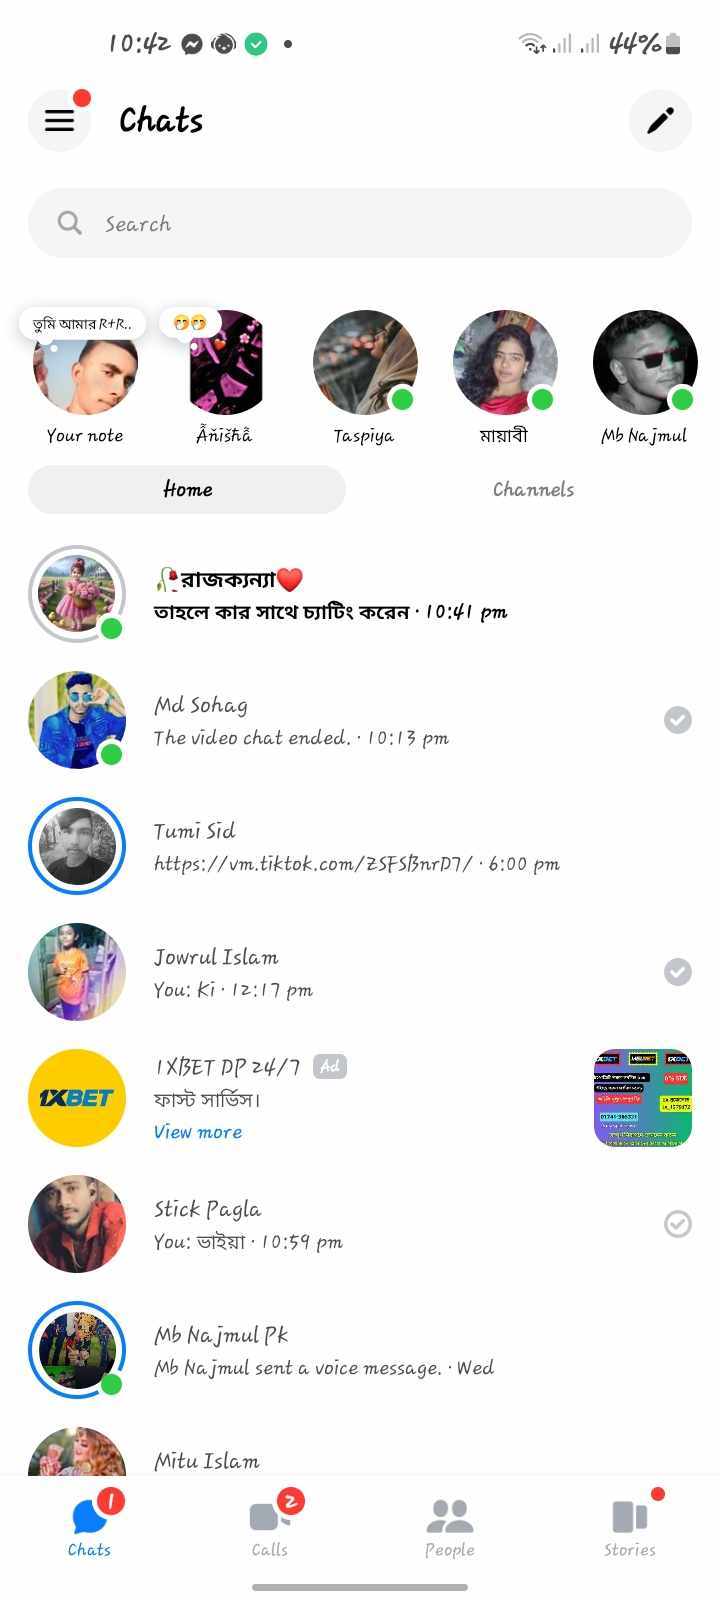 10:42
44%
Chats
Search
তুমি আমার R+R..
Your note
Ẫñïšħẫ
Taspiya
মায়াবী
Mb Najmul
Home
Channels
রাজক্যন্যা
তাহলে কার সাথে চ্যাটিং করেন · 10:41 pm
Md Sohag
The video chat ended. · 10:13 pm
Tumi Sid
https://vm.tiktok.com/ZSFSBnrD7/ · 6:00 pm
Jowrul Islam
You: Ki · 12:17 pm
1XBET
1XBET DP 24/7 Ad
ফাস্ট সার্ভিস।
View more
Stick Pagla
You: ভাইয়া · 10:59 pm
Mb Najmul Pk
Mb Najmul sent a voice message. · Wed
Mitu Islam
1
2
Chats
Calls
People
Stories